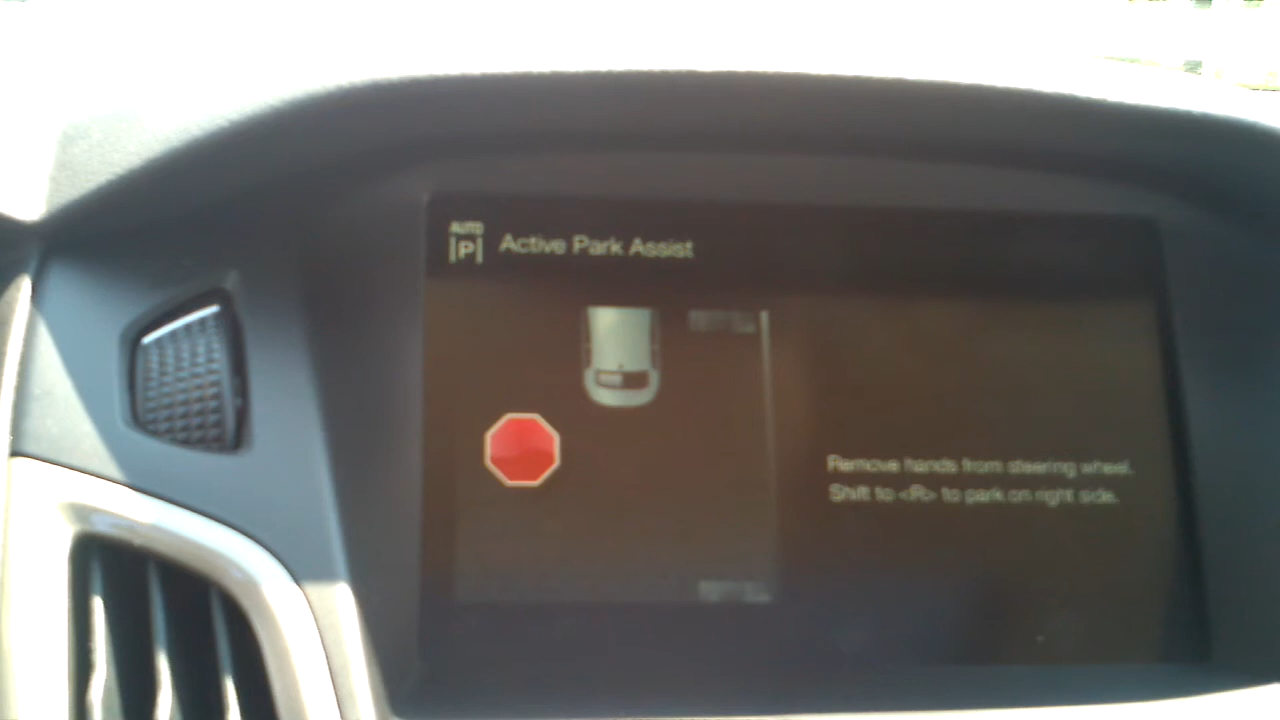 AUTO
|P| Active Park Assist
Remove hands from steering wheel.
Shift to <R> to park on right side.